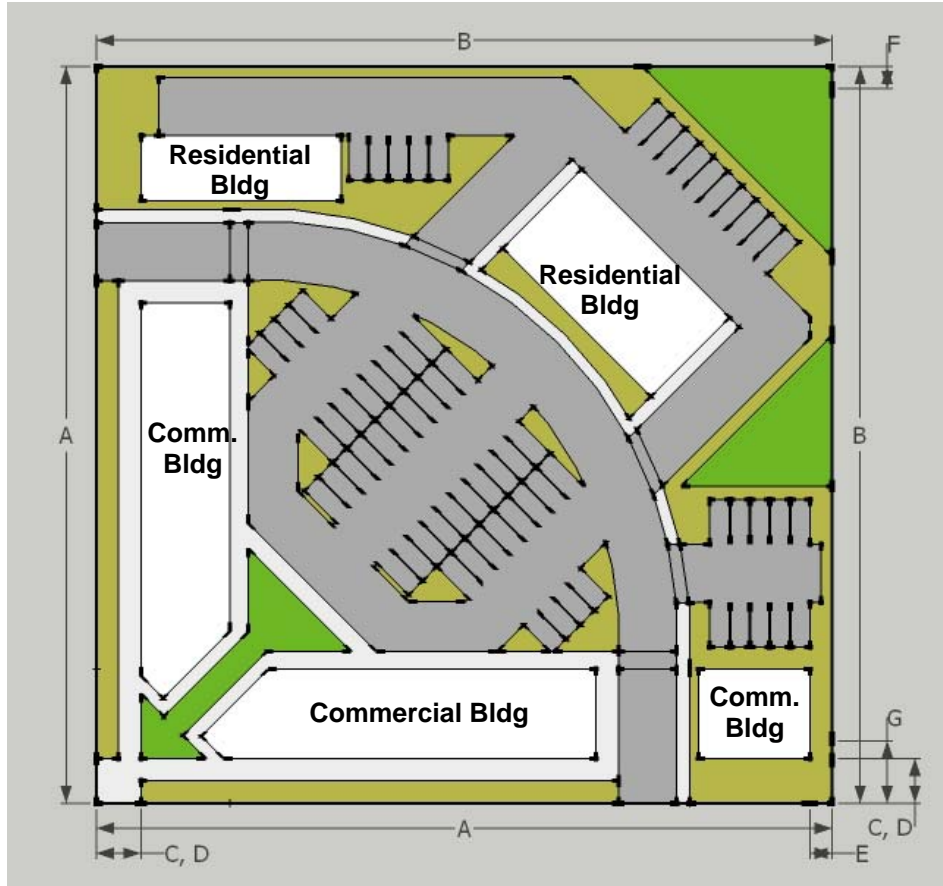 B
F
Residential
Bldg
Residential
Bldg
A
Comm.
Bldg
B
Commercial Bldg
Comm.
Bldg
G
A
C, D
C, D
E